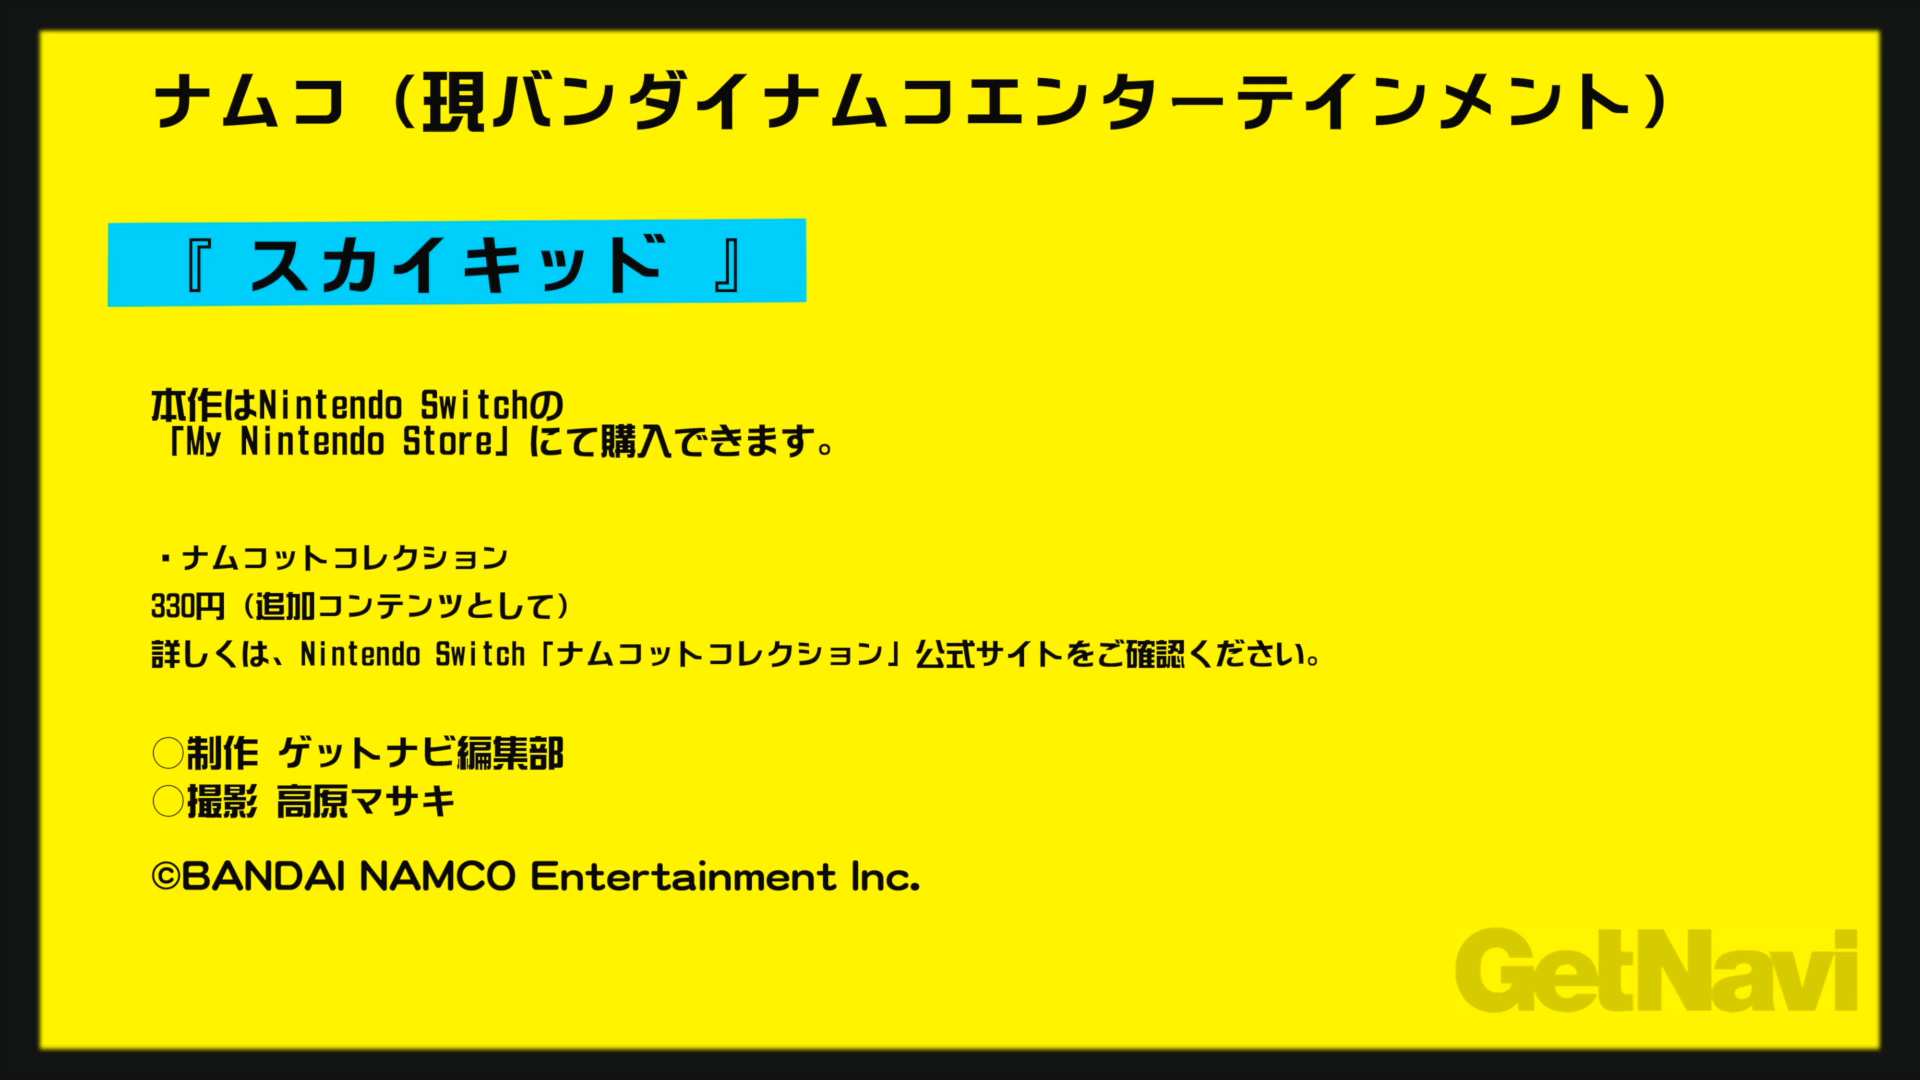 ナムコ（現バンダイナムコエンターテインメント）
『 スカイキッド 』
本作はNintendo Switchの
「My Nintendo Store」にて購入できます。
・ナムコットコレクション
330円（追加コンテンツとして）
詳しくは、Nintendo Switch「ナムコットコレクション」公式サイトをご確認ください。
○制作 ゲットナビ編集部
○撮影 高原マサキ
©BANDAI NAMCO Entertainment Inc.
GetNavi